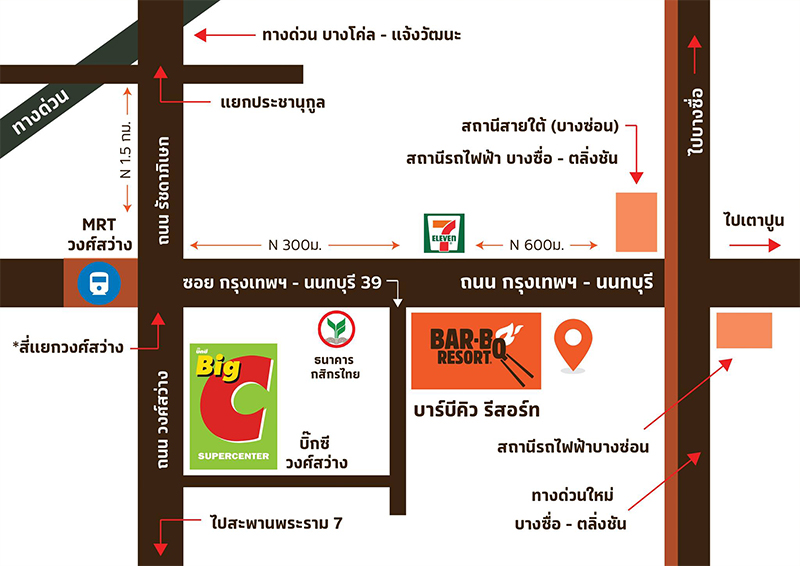 ทางด่วน บางโคล่ - แจ้งวัฒนะ
ทางด่วน
แยกประชานุกูล
N 1.5 กม.
ถนน รัชดาภิเษก
สถานีสายใต้ (บางซ่อน)
สถานีรถไฟฟ้า บางซื่อ - ตลิ่งชัน
ไปบางซื่อ
MRT
วงศ์สว่าง
N 300ม.
7
ELEVEN
N 600ม.
ไปเตาปูน
ซอย กรุงเทพฯ - นนทบุรี 39
ถนน กรุงเทพฯ - นนทบุรี
*สี่แยกวงศ์สว่าง
ถนน วงศ์สว่าง
บิ๊กซี
Big
C
SUPERCENTER
ธนาคาร
กสิกรไทย
บิ๊กซี
วงศ์สว่าง
BAR-BQ
RESORT
บาร์บีคิว รีสอร์ท
สถานีรถไฟฟ้าบางซ่อน
ทางด่วนใหม่
บางซื่อ - ตลิ่งชัน
ไปสะพานพระราม 7